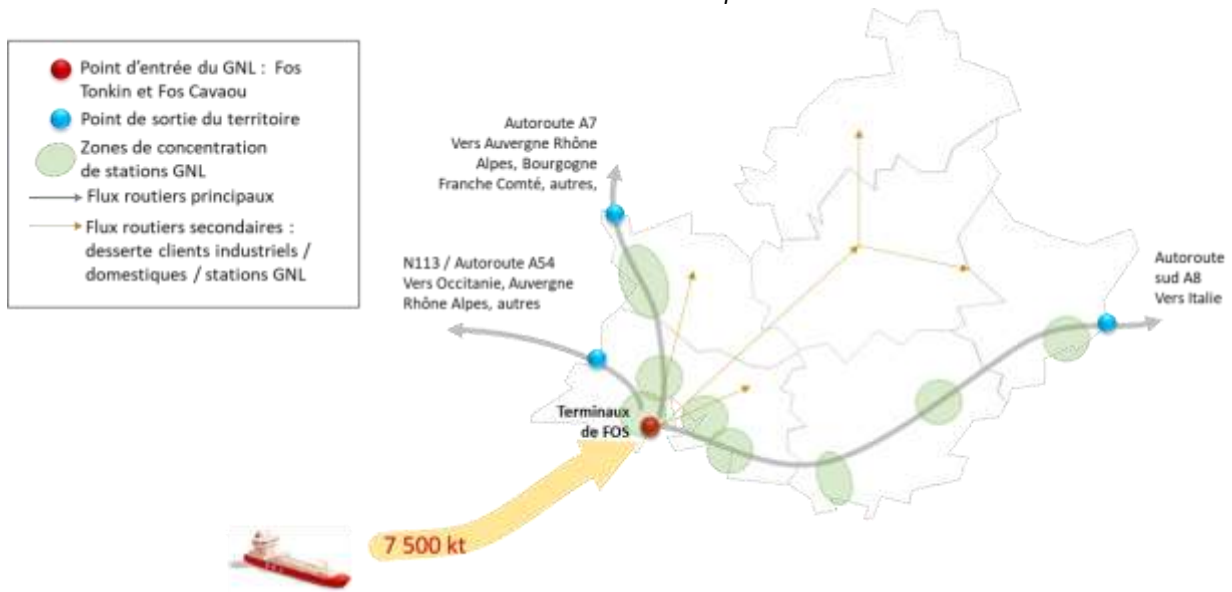 Point d'entrée du GNL : Fos
Tonkin et Fos Cavaou
Point de sortie du territoire
Zones de concentration
de stations GNL
Flux routiers principaux
Flux routiers secondaires :
desserte clients industriels /
domestiques / stations GNL
Autoroute A7
Vers Auvergne Rhône
Alpes, Bourgogne
Franche Comté, autres,
N113 / Autoroute A54
Vers Occitanie, Auvergne
Rhône Alpes, autres
Autoroute
sud A8
Vers Italie
Terminaux
de FOS
7 500 kt